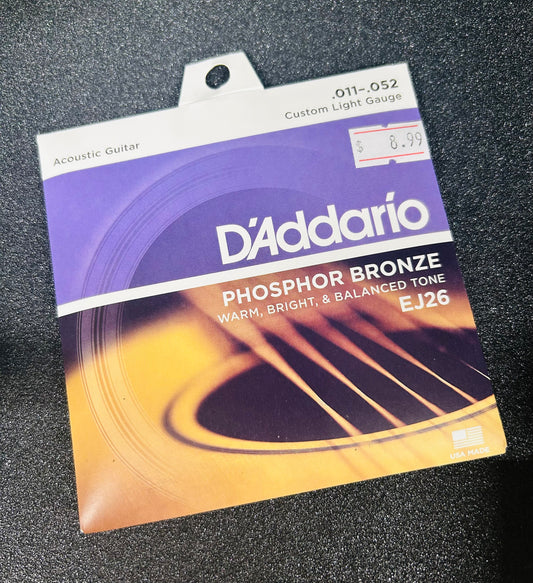 .011–.052
Custom Light Gauge
Acoustic Guitar
$ 8.99
D'Addario
PHOSPHOR BRONZE
WARM, BRIGHT, & BALANCED TONE
EJ26
USA MADE